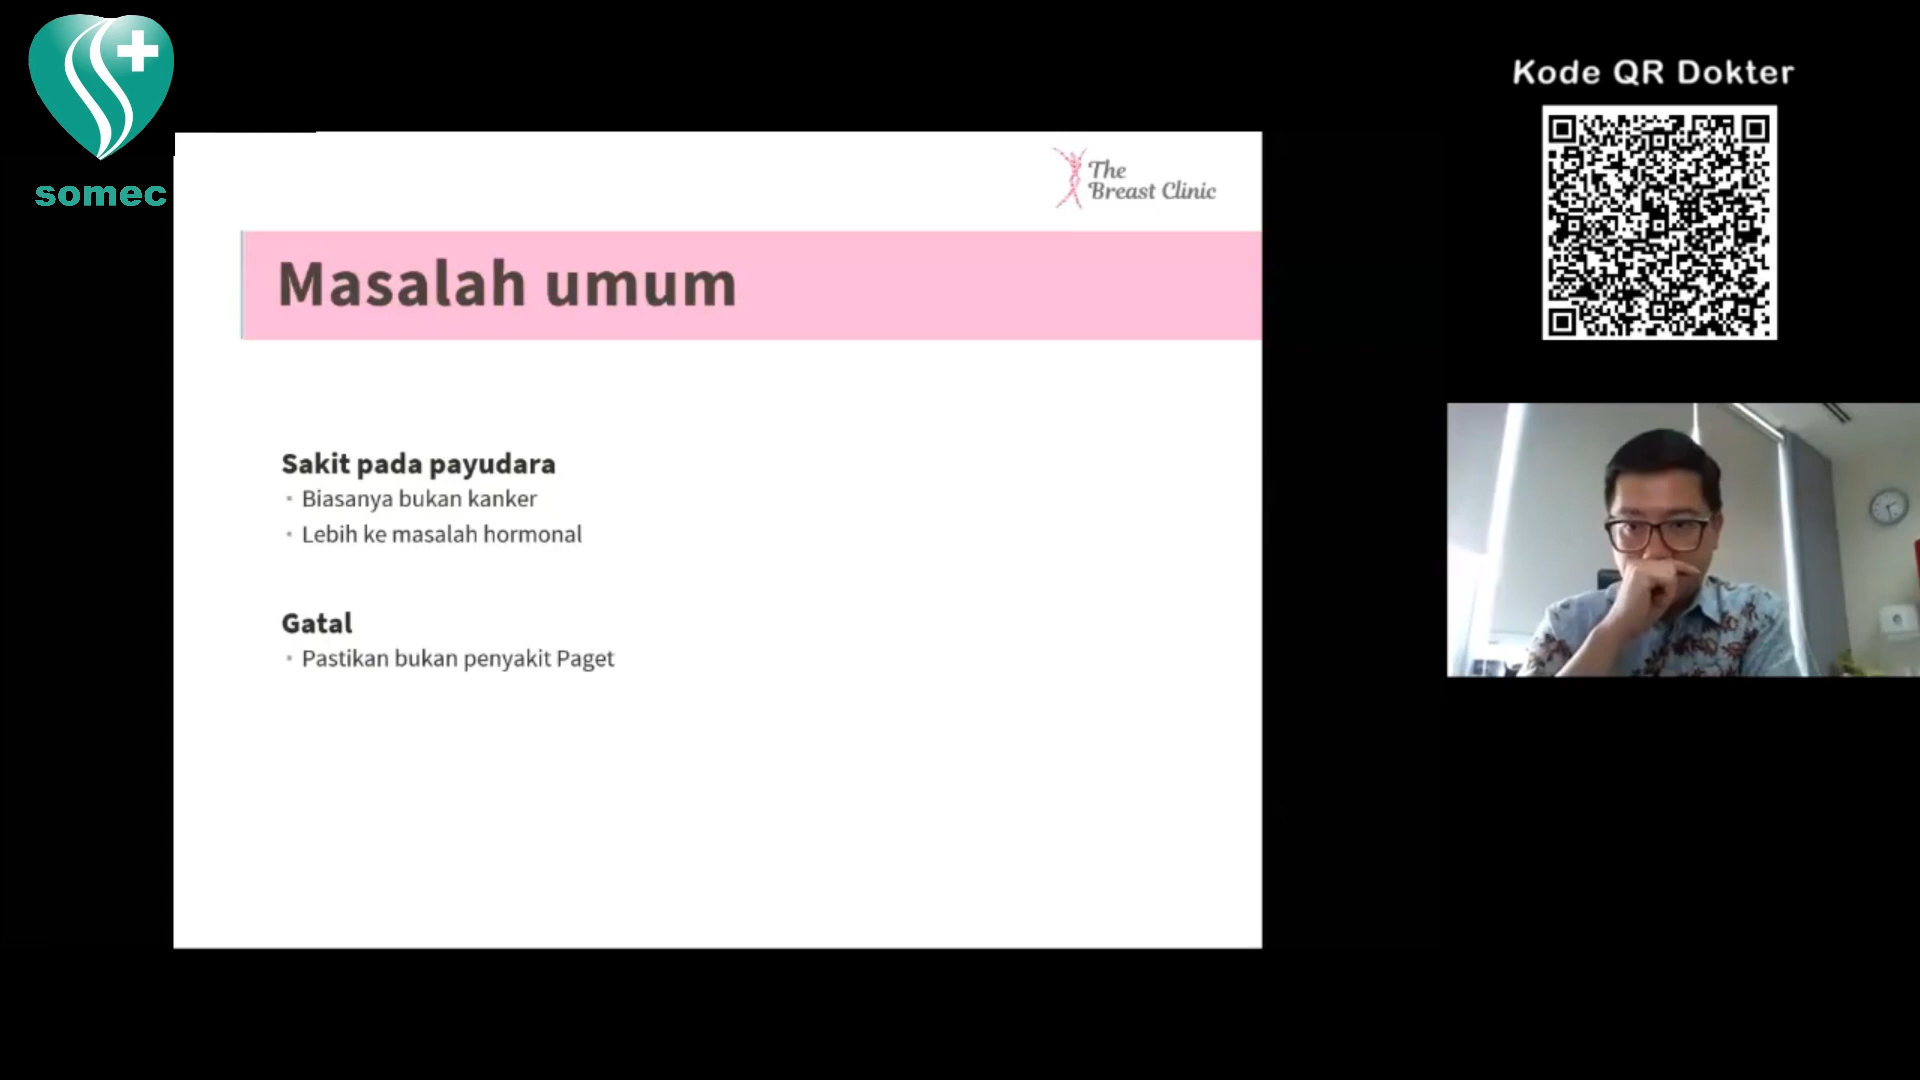 somec
Kode QR Dokter
The
Breast Clinic
Masalah umum
Sakit pada payudara
• Biasanya bukan kanker
• Lebih ke masalah hormonal
Gatal
• Pastikan bukan penyakit Paget